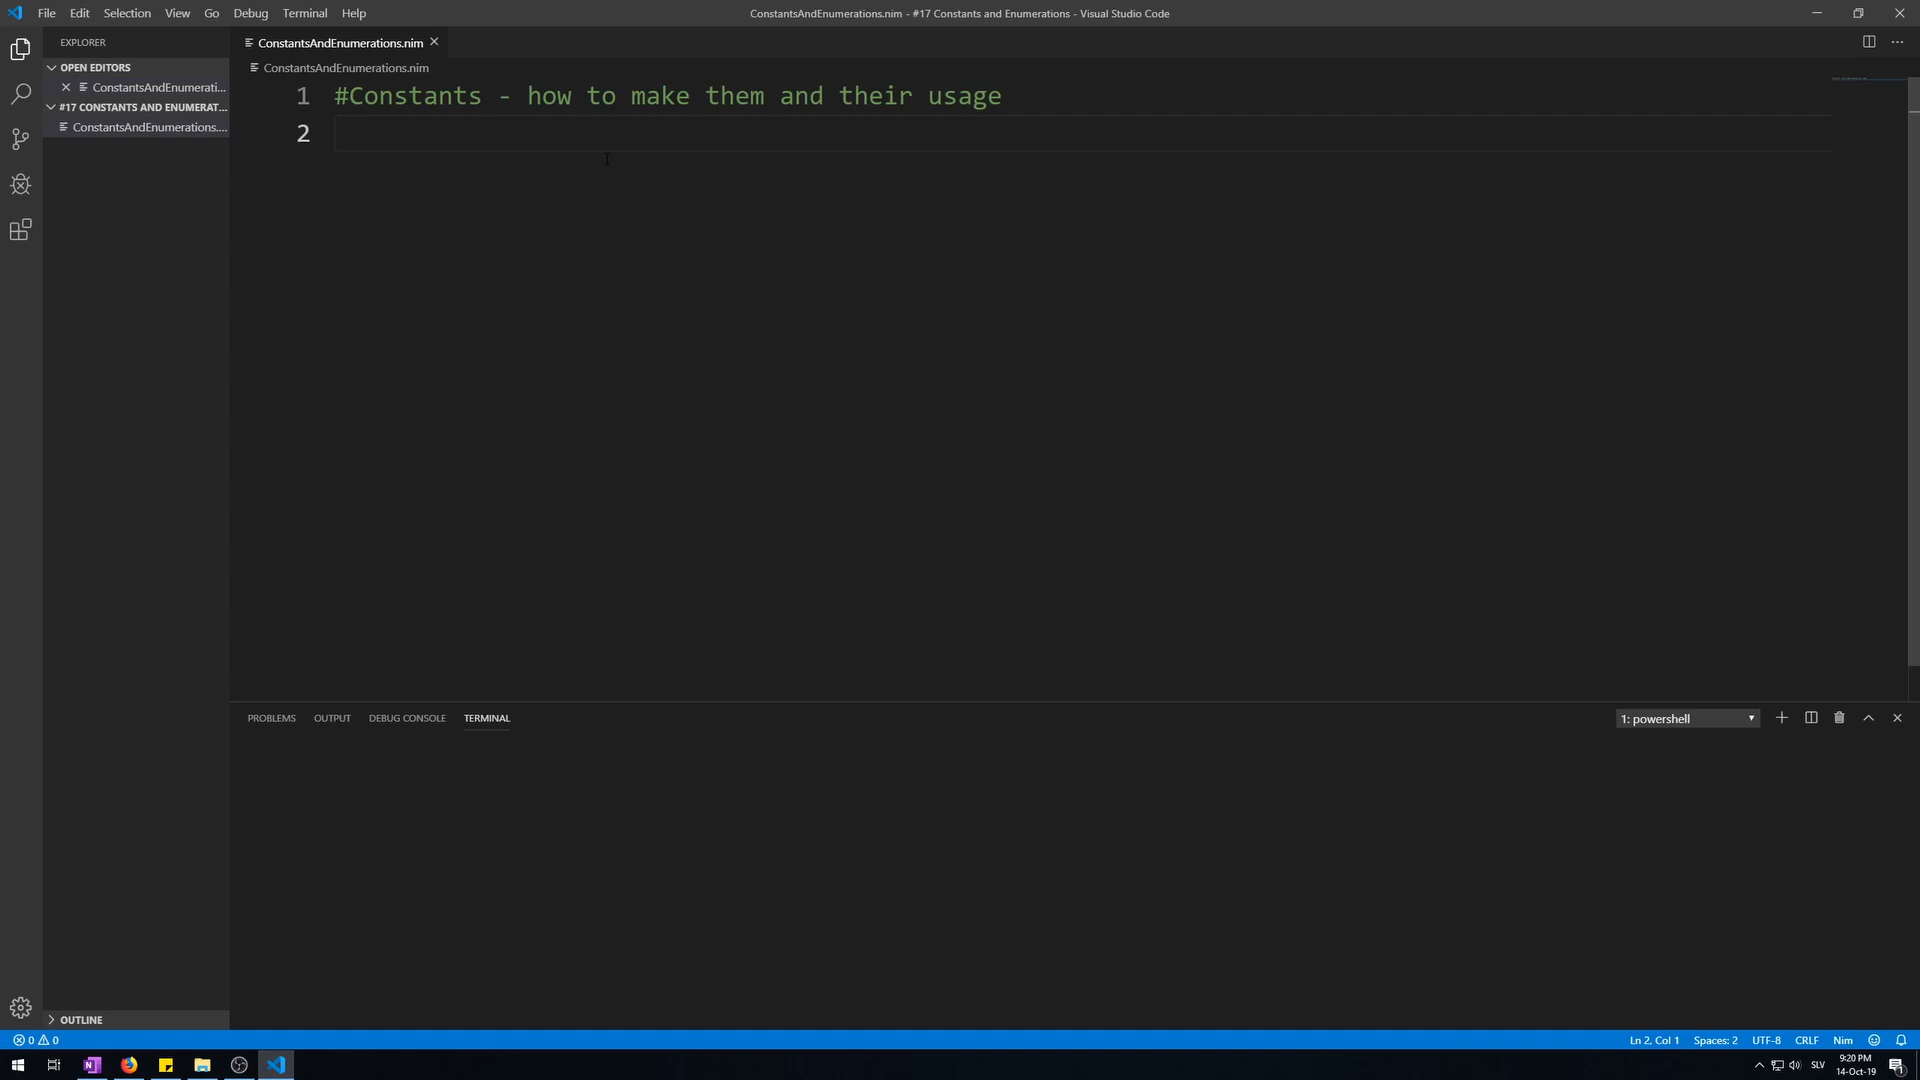 File Edit Selection View Go Debug Terminal Help
ConstantsAndEnumerations.nim - #17 Constants and Enumerations - Visual Studio Code
EXPLORER
OPEN EDITORS
ConstantsAndEnumerati...
#17 CONSTANTS AND ENUMERAT...
ConstantsAndEnumerations....
OUTLINE
ConstantsAndEnumerations.nim
ConstantsAndEnumerations.nim
1 #Constants - how to make them and their usage
2
PROBLEMS OUTPUT DEBUG CONSOLE TERMINAL
1: powershell
0 0
Ln 2, Col 1 Spaces: 2 UTF-8 CRLF Nim
N
SLV
9:20 PM
14-Oct-19
1